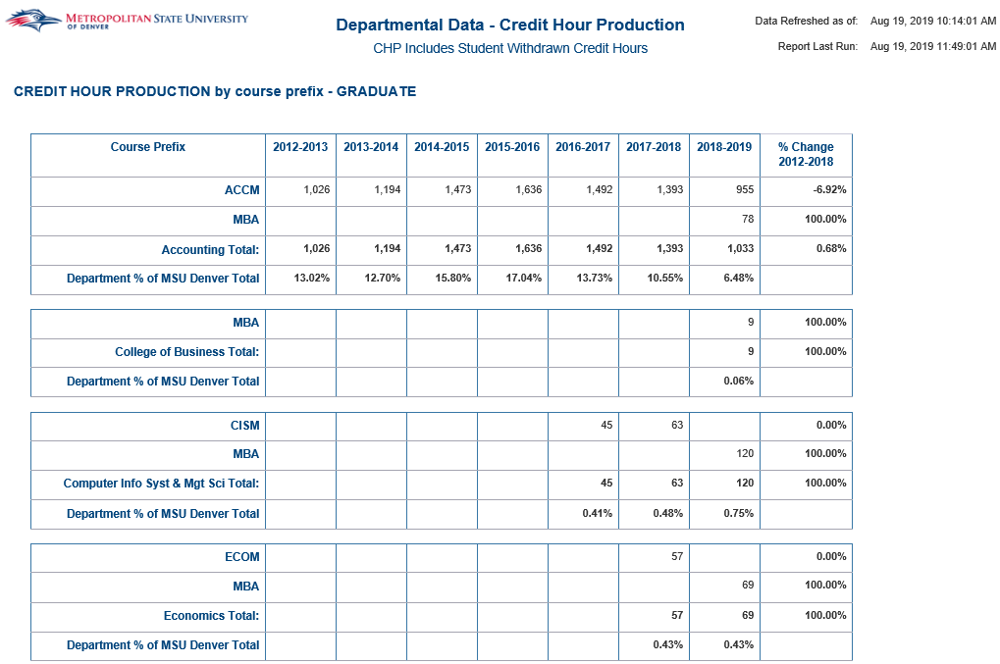 METROPOLITAN STATE UNIVERSITY
OF DENVER
Departmental Data - Credit Hour Production
CHP Includes Student Withdrawn Credit Hours
Data Refreshed as of: Aug 19, 2019 10:14:01 AM
Report Last Run: Aug 19, 2019 11:49:01 AM
CREDIT HOUR PRODUCTION by course prefix - GRADUATE
Course Prefix 2012-2013 2013-2014 2014-2015 2015-2016 2016-2017 2017-2018 2018-2019 % Change
2012-2018
ACCM 1,026 1,194 1,473 1,636 1,492 1,393 955 -6.92%
MBA 78 100.00%
Accounting Total: 1,026 1,194 1,473 1,636 1,492 1,393 1,033 0.68%
Department % of MSU Denver Total 13.02% 12.70% 15.80% 17.04% 13.73% 10.55% 6.48%
MBA 9 100.00%
College of Business Total: 9 100.00%
Department % of MSU Denver Total 0.06%
CISM 45 63 0.00%
MBA 120 100.00%
Computer Info Syst & Mgt Sci Total: 45 63 120 100.00%
Department % of MSU Denver Total 0.41% 0.48% 0.75%
ECOM 57 0.00%
MBA 69 100.00%
Economics Total: 57 69 100.00%
Department % of MSU Denver Total 0.43% 0.43%